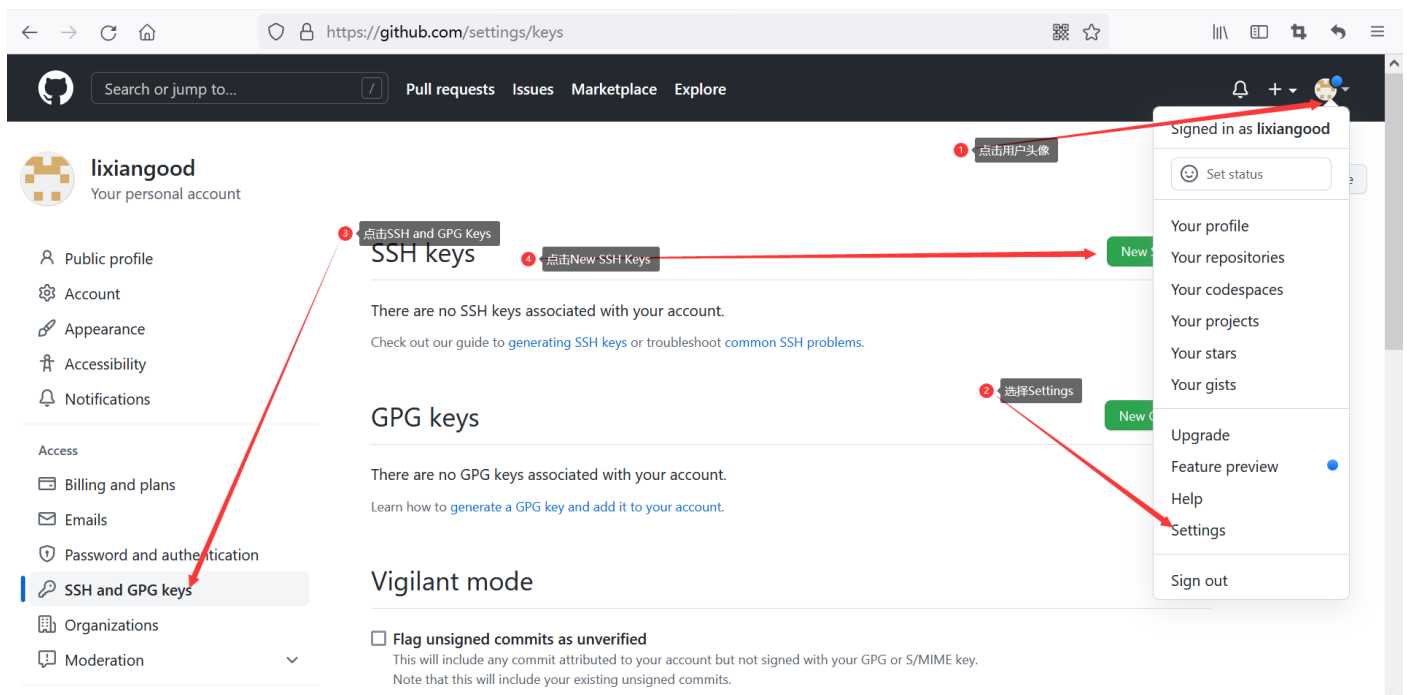 https://github.com/settings/keys
Search or jump to...
/
Pull requests
Issues
Marketplace
Explore
Signed in as lixiangood
1 点击用户头像
lixiangood
Your personal account
Set status
3 点击SSH and GPG Keys
SSH keys
4 点击New SSH Keys
New
Your profile
Your repositories
Your codespaces
Your projects
Your stars
Your gists
Public profile
Account
Appearance
Accessibility
Notifications
There are no SSH keys associated with your account.
Check out our guide to generating SSH keys or troubleshoot common SSH problems.
2 选择Settings
GPG keys
New
There are no GPG keys associated with your account.
Learn how to generate a GPG key and add it to your account.
Upgrade
Feature preview
Help
Settings
Sign out
Access
Billing and plans
Emails
Password and authentication
SSH and GPG keys
Organizations
Moderation
Vigilant mode
Flag unsigned commits as unverified
This will include any commit attributed to your account but not signed with your GPG or S/MIME key.
Note that this will include your existing unsigned commits.